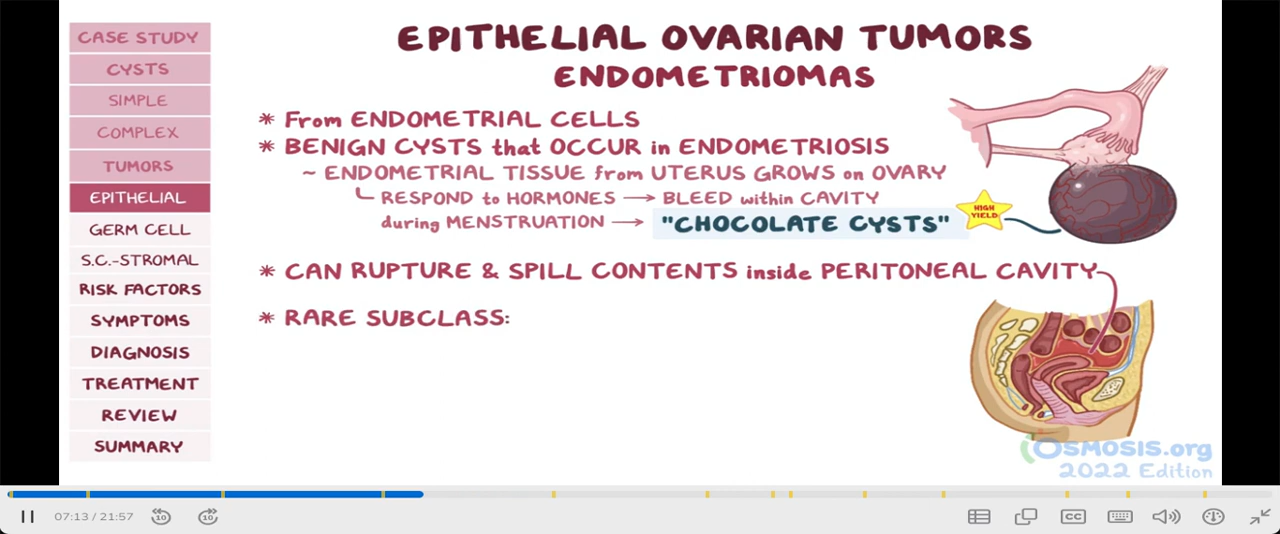 CASE STUDY
CYSTS
SIMPLE
COMPLEX
TUMORS
EPITHELIAL
GERM CELL
S.C.-STROMAL
RISK FACTORS
SYMPTOMS
DIAGNOSIS
TREATMENT
REVIEW
SUMMARY
EPITHELIAL OVARIAN TUMORS
ENDOMETRIOMAS
* From ENDOMETRIAL CELLS
* BENIGN CYSTS that OCCUR in ENDOMETRIOSIS
~ ENDOMETRIAL TISSUE from UTERUS GROWS on OVARY
RESPOND to HORMONES → BLEED within CAVITY
during MENSTRUATION → "CHOCOLATE CYSTS"
HIGH
YIELD
* CAN RUPTURE & SPILL CONTENTS inside PERITONEAL CAVITY
* RARE SUBCLASS:
OSMOSIS.org
2022 Edition
07:13 / 21:57
10
10
CC